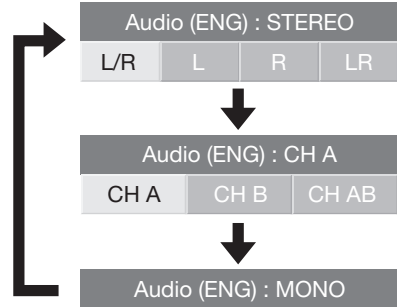 Audio (ENG) : STEREO
L/R L R LR
Audio (ENG) : CH A
CH A CH B CH AB
Audio (ENG) : MONO